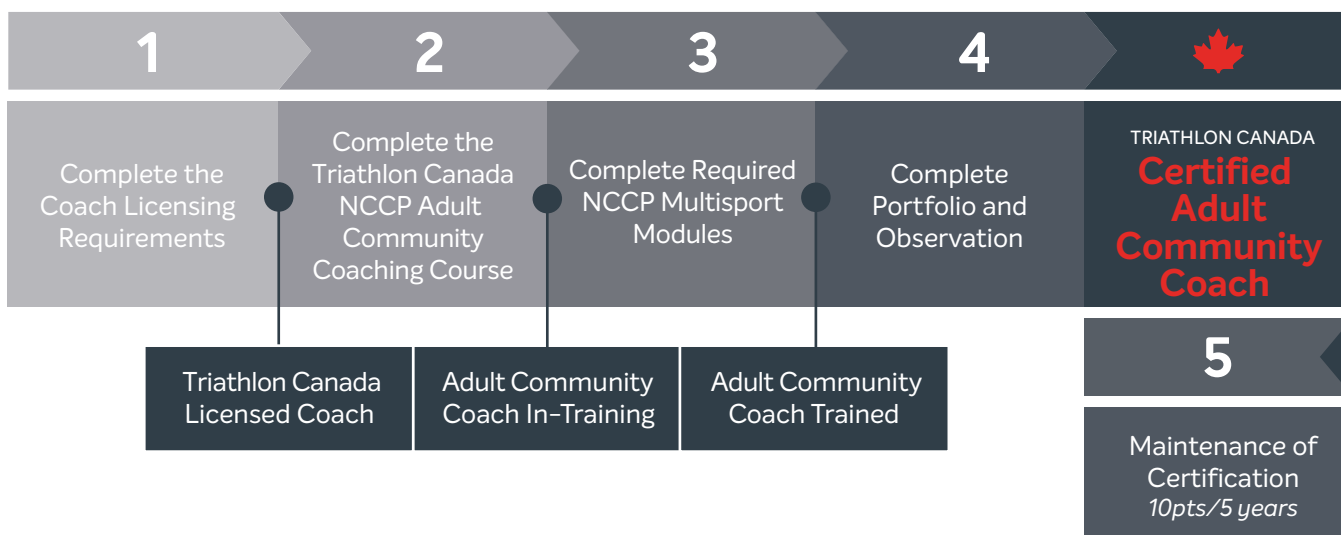 1
2
3
4
Complete the
Coach Licensing
Requirements
Complete the
Triathlon Canada
NCCP Adult
Community
Coaching Course
Complete Required
NCCP Multisport
Modules
Complete
Portfolio and
Observation
TRIATHLON CANADA
Certified
Adult
Community
Coach
Triathlon Canada
Licensed Coach
Adult Community
Coach In-Training
Adult Community
Coach Trained
5
Maintenance of
Certification
10pts/5 years